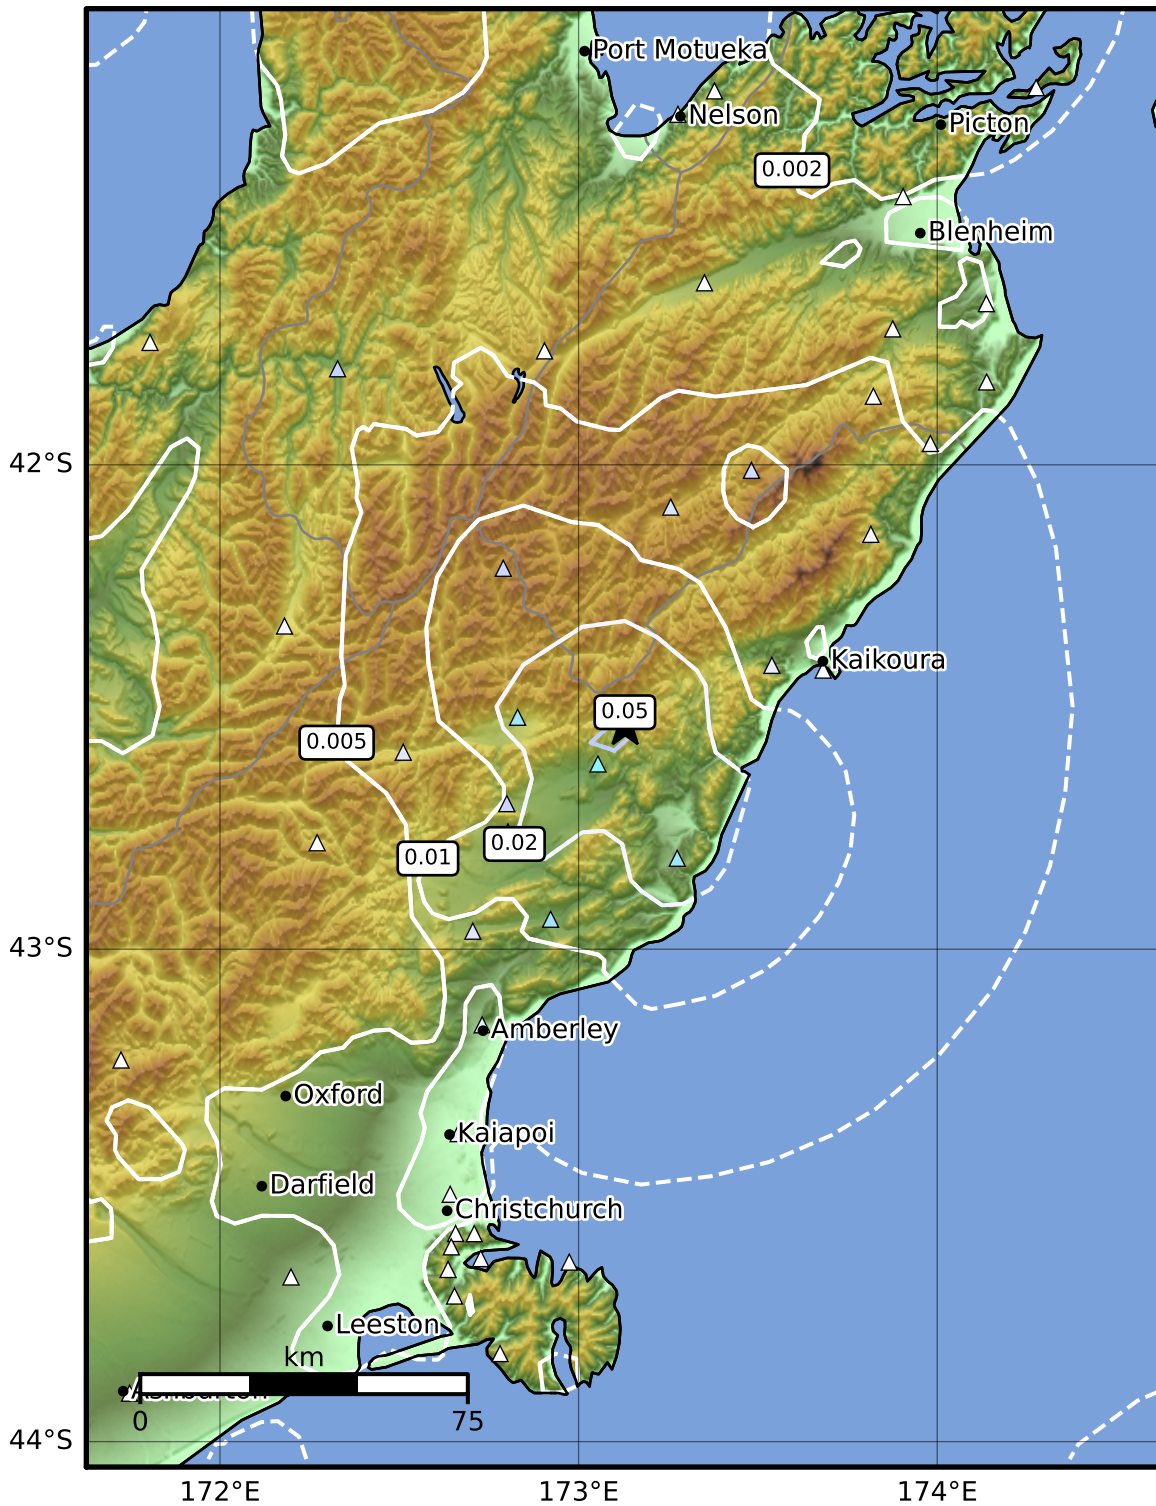 Port Motueka
Nelson
Picton
0.002
Blenheim
42°S
Kaikoura
0.05
0.005
0.02
0.01
43°S
Amberley
Oxford
Kaiapoi
Darfield
Christchurch
Leeston
km
Ashburton
0
75
44°S
172°E
173°E
174°E